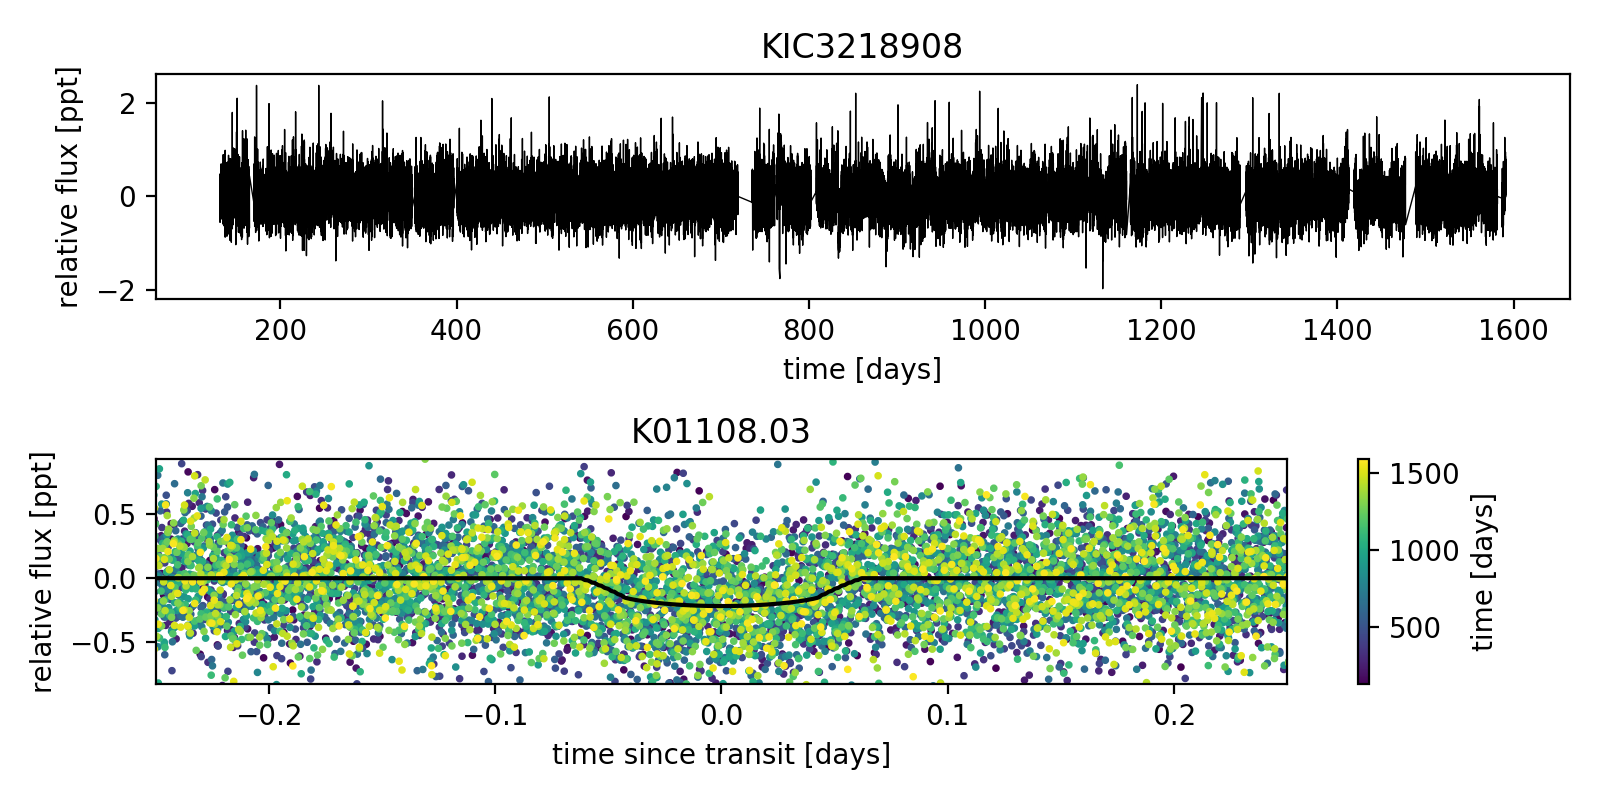 KIC3218908
relative flux [ppt]
2
0
−2
200 400 600 800 1000 1200 1400 1600
time [days]
K01108.03
relative flux [ppt]
0.5
0.0
−0.5
−0.2 −0.1 0.0 0.1 0.2
time since transit [days]
1500
1000
500
time [days]